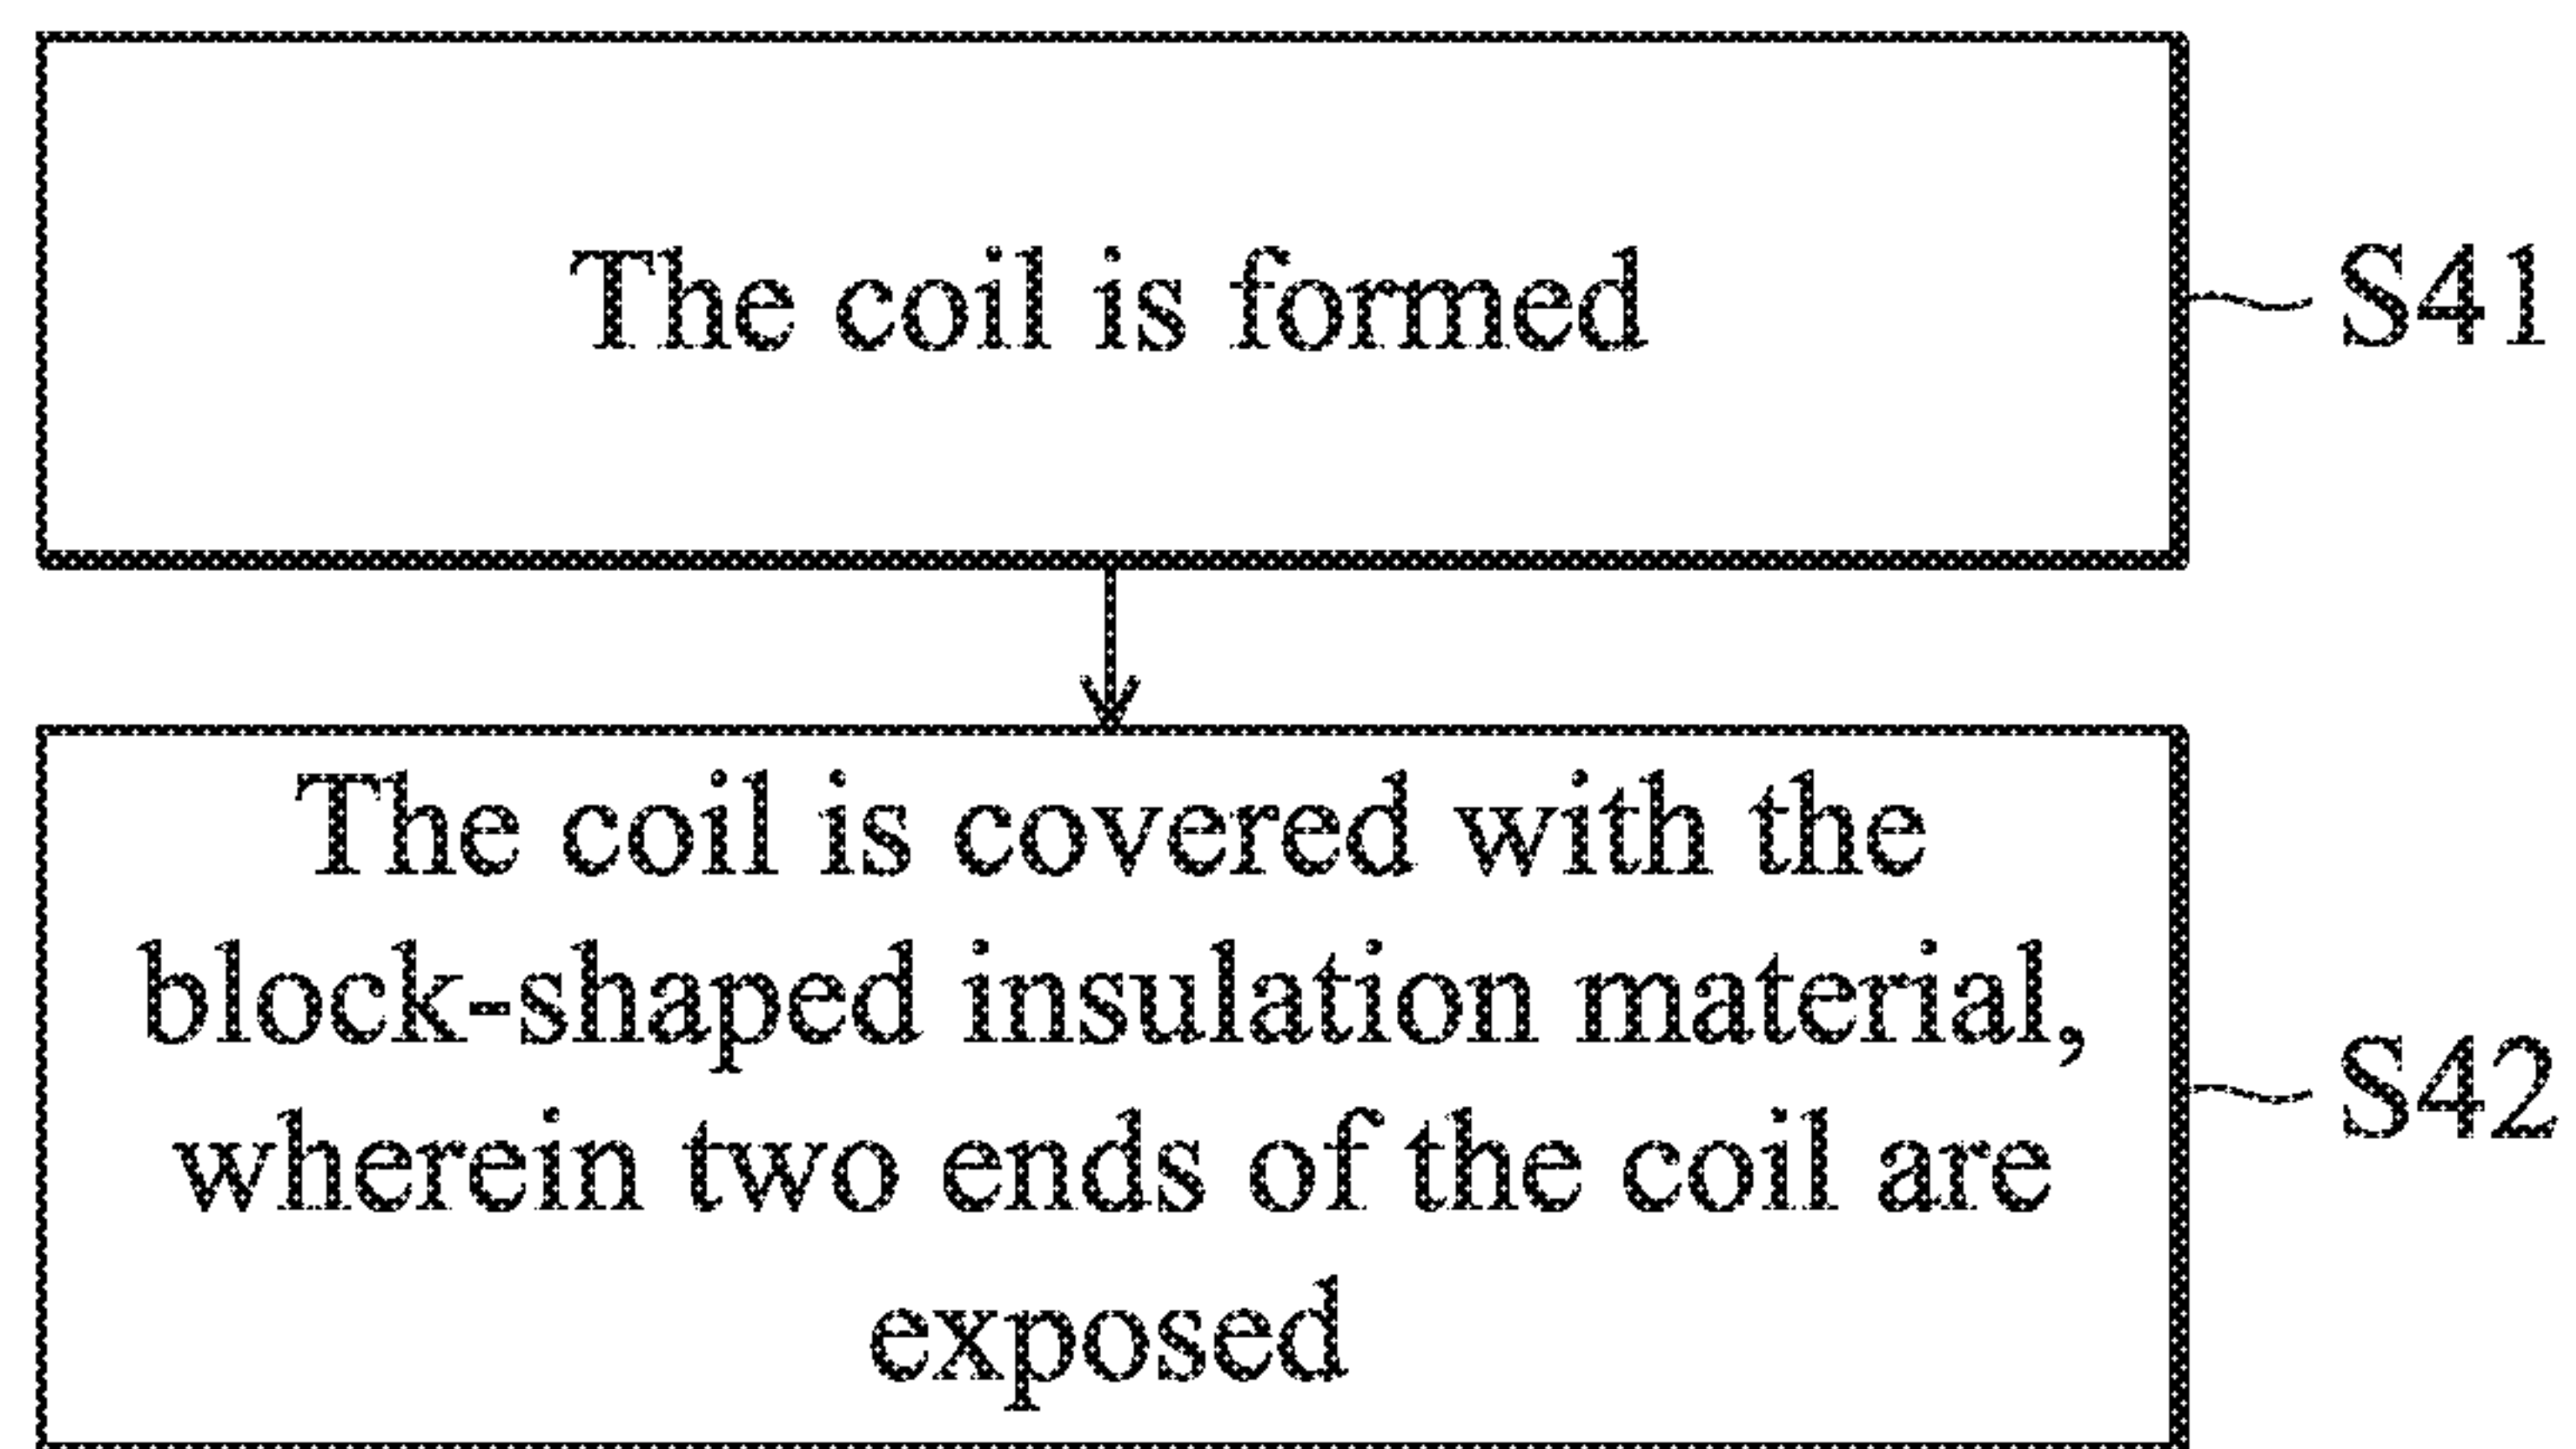 The coil is formed
S41
The coil is covered with the
block-shaped insulation material,
wherein two ends of the coil are
exposed
S42